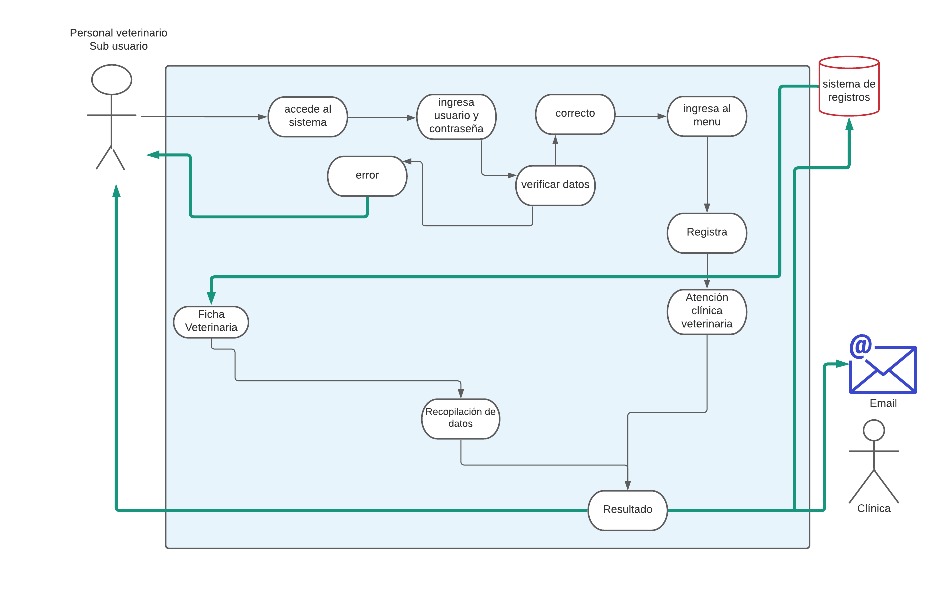 Personal veterinario
Sub usuario
accede al
sistema
ingresa
usuario y
contraseña
correcto
ingresa al
menu
sistema de
registros
error
verificar datos
Registra
Ficha
Veterinaria
Atención
clínica
veterinaria
@
Email
Recopilación de
datos
Resultado
Clínica